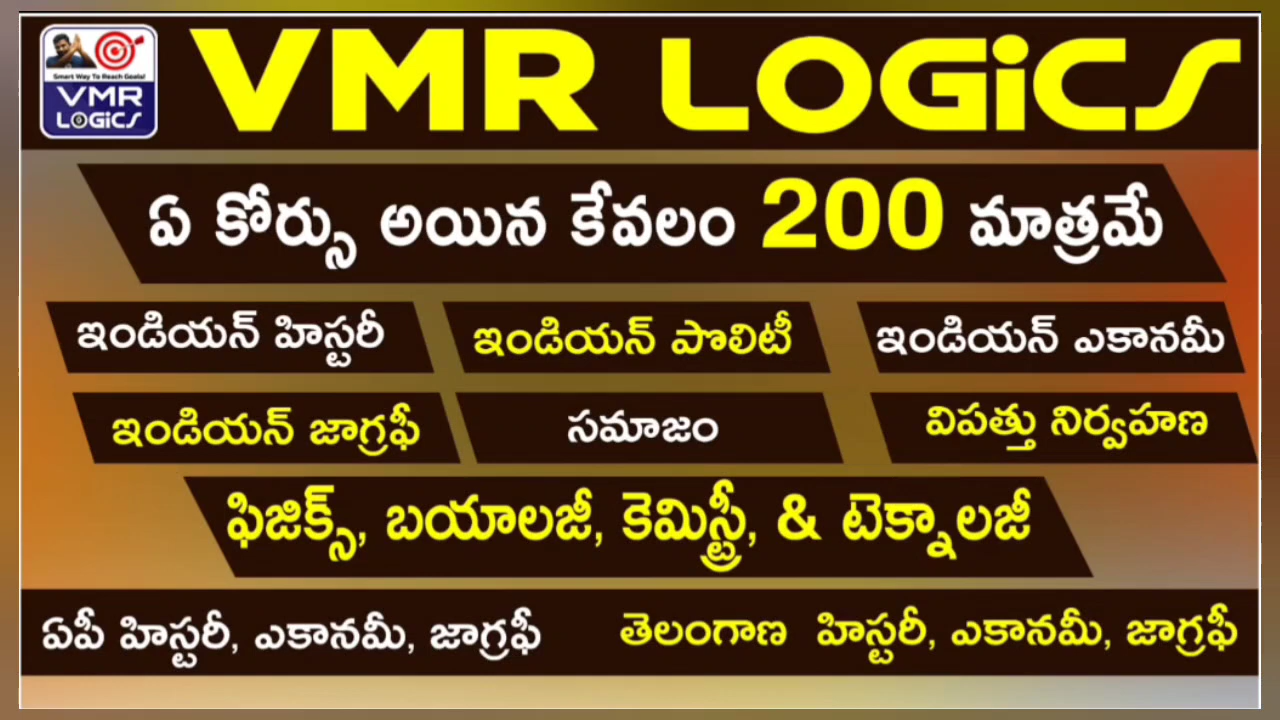 Smart Way To Reach Goals!
VMR
LOGiCS
VMR LOGiCS
ఏ కోర్సు అయిన కేవలం 200 మాత్రమే
ఇండియన్ హిస్టరీ ఇండియన్ పొలిటీ ఇండియన్ ఎకానమీ
ఇండియన్ జాగ్రఫీ సమాజం విపత్తు నిర్వహణ
ఫిజిక్స్, బయాలజీ, కెమిస్ట్రీ, & టెక్నాలజీ
ఏపీ హిస్టరీ, ఎకానమీ, జాగ్రఫీ తెలంగాణ హిస్టరీ, ఎకానమీ, జాగ్రఫీ